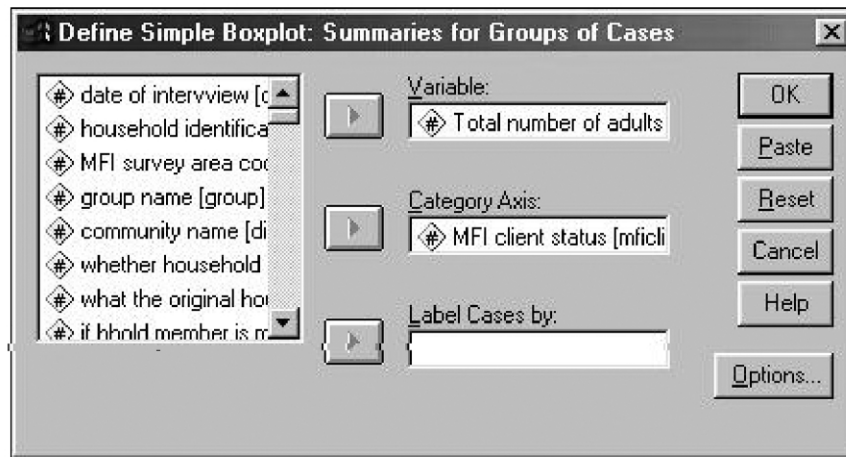 Define Simple Boxplot: Summaries for Groups of Cases
date of intervview [
household identifica
MFI survey area co
group name [group]
community name [di
whether household
what the original ho
if hhold member is m
Variable:
Total number of adults
Category Axis:
MFI client status [mficli
Label Cases by:
OK
Paste
Reset
Cancel
Help
Options...